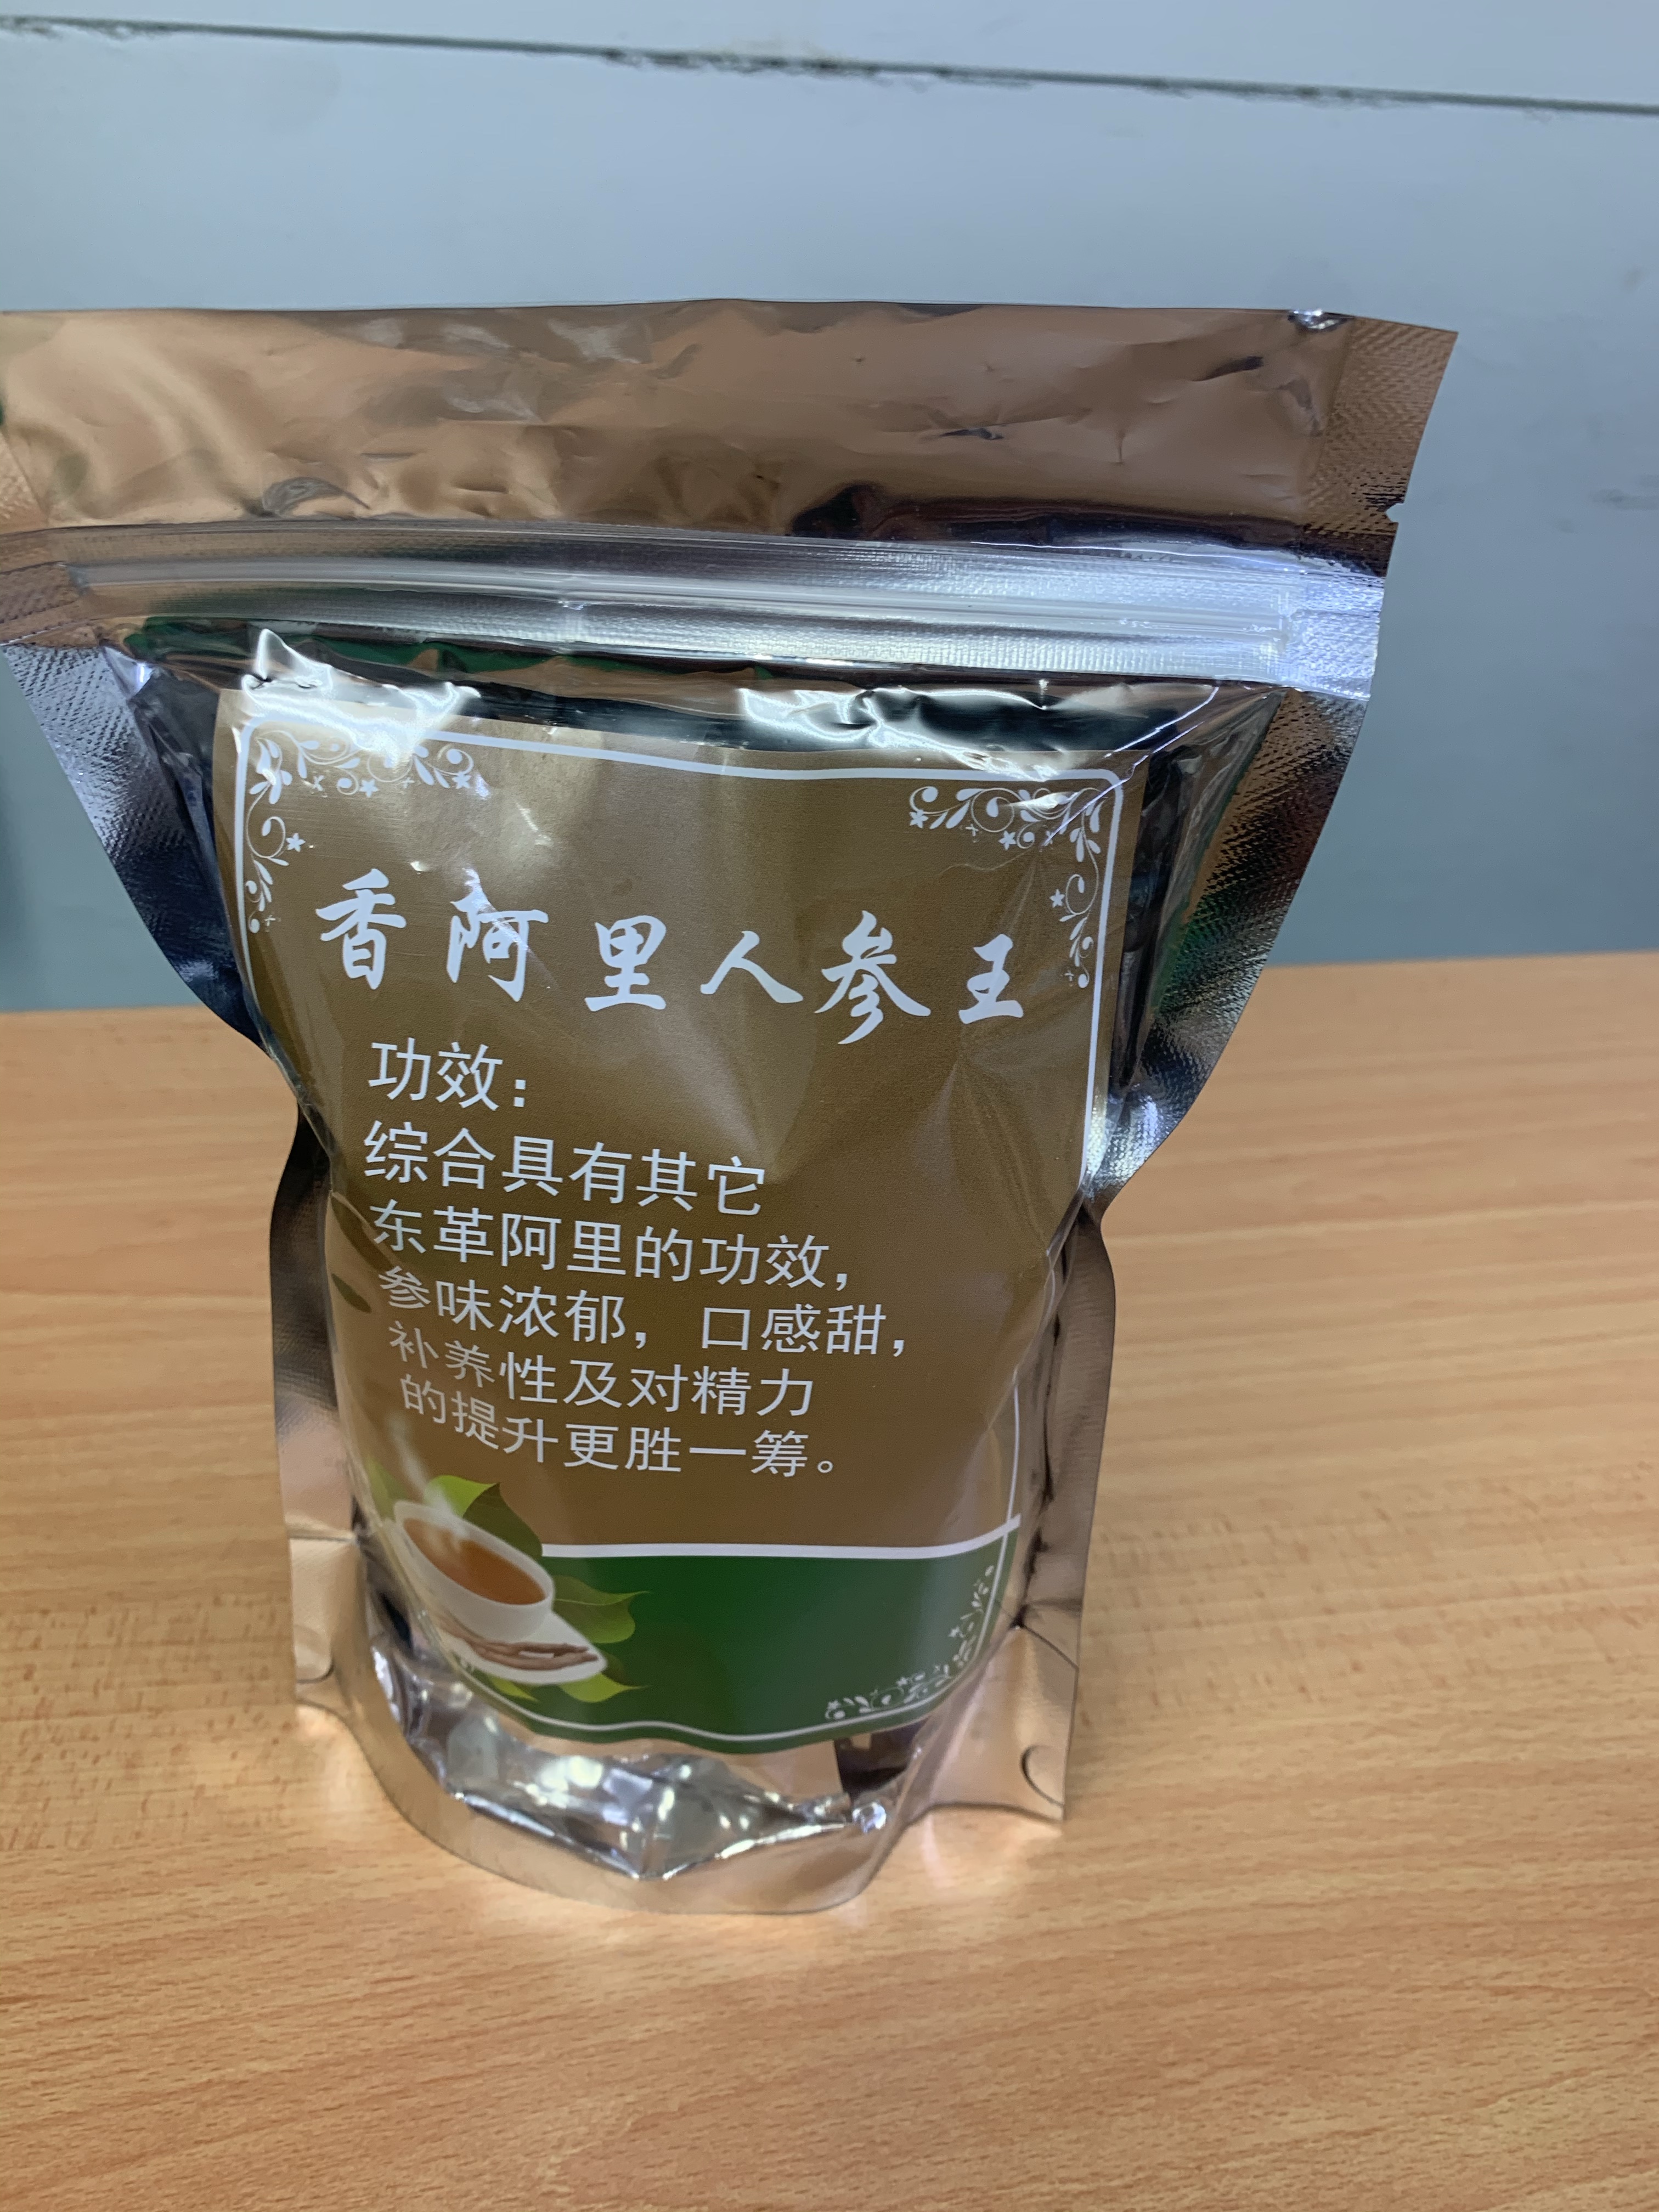 香阿里人参王
功效：
综合具有其它
东革阿里的功效，
参味浓郁，口感甜，
补养性及对精力
的提升更胜一筹。